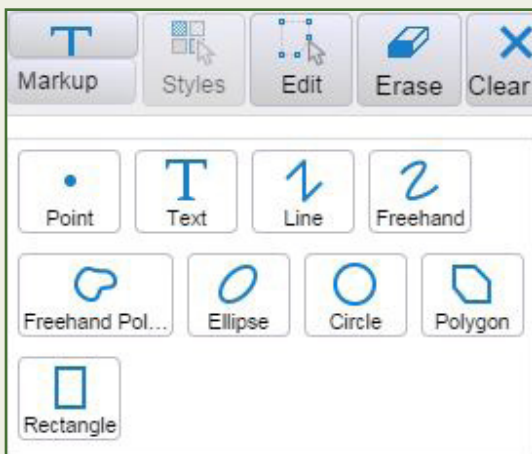 Markup Styles Edit Erase Clear
Point Text Line Freehand
Freehand Pol... Ellipse Circle Polygon
Rectangle